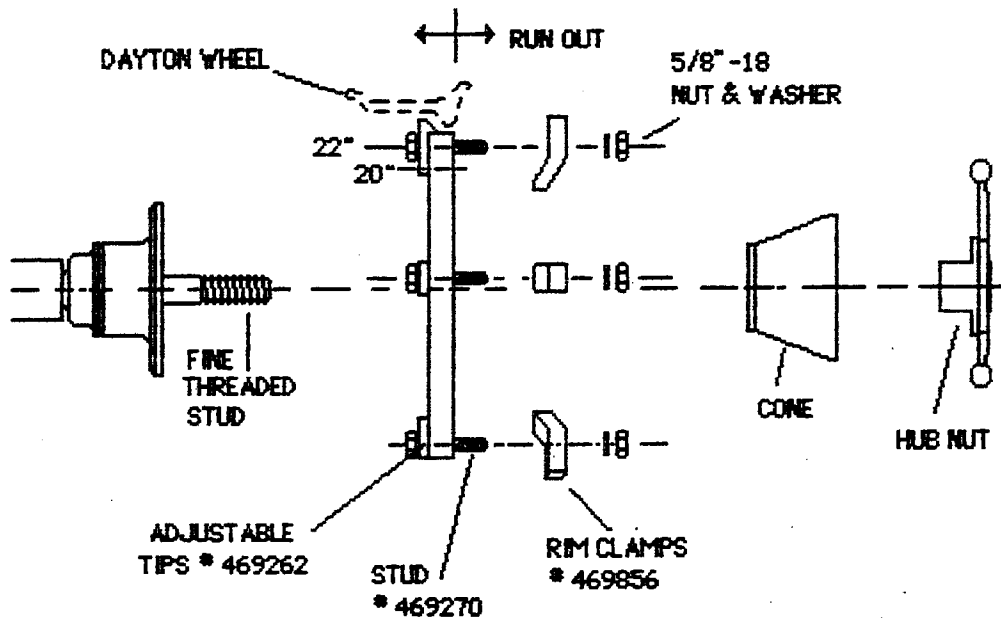 RUN OUT
DAYTON WHEEL
5/8"-18
NUT & WASHER
22"
20"
FINE
THREADED
STUD
CONE
HUB NUT
ADJUSTABLE
TIPS # 469262
STUD
# 469270
RIM CLAMPS
# 469856